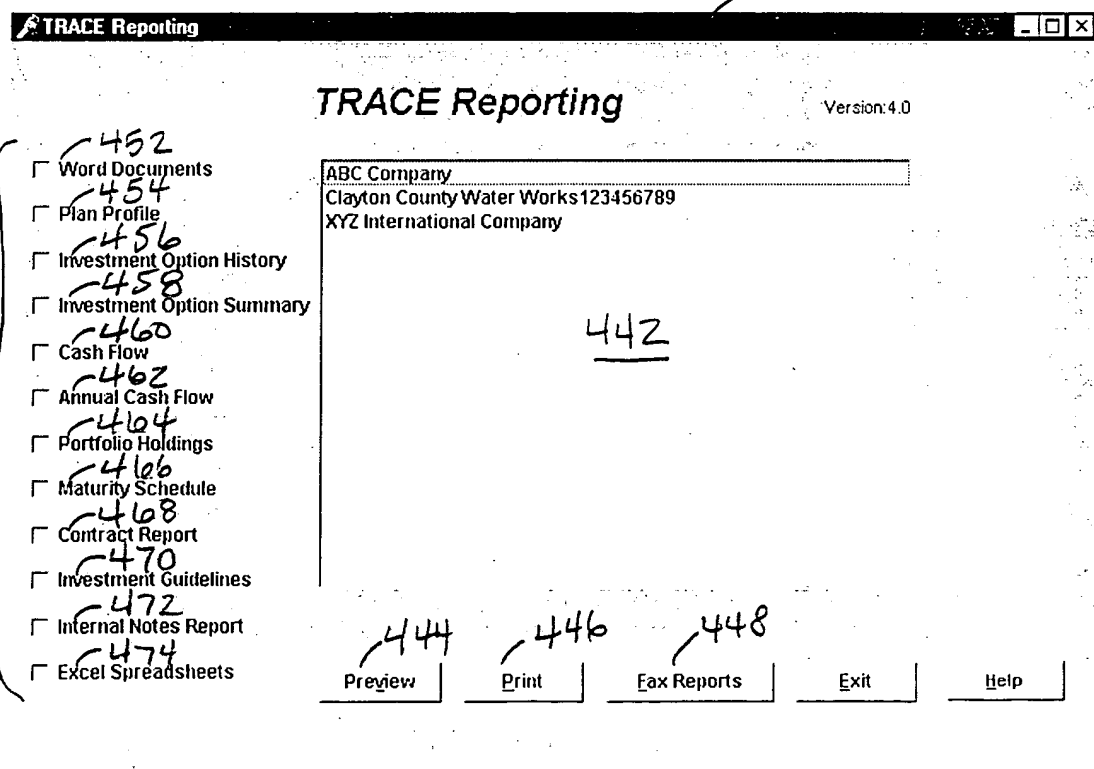 TRACE Reporting
TRACE Reporting
Version:4.0
452
Word Documents
454
Plan Profile
456
Investment Option History
458
Investment Option Summary
460
Cash Flow
462
Annual Cash Flow
464
Portfolio Holdings
466
Maturity Schedule
468
Contract Report
470
Investment Guidelines
472
Internal Notes Report
474
Excel Spreadsheets
ABC Company
Clayton County Water Works123456789
XYZ International Company
442
444
446
448
Preview
Print
Fax Reports
Exit
Help